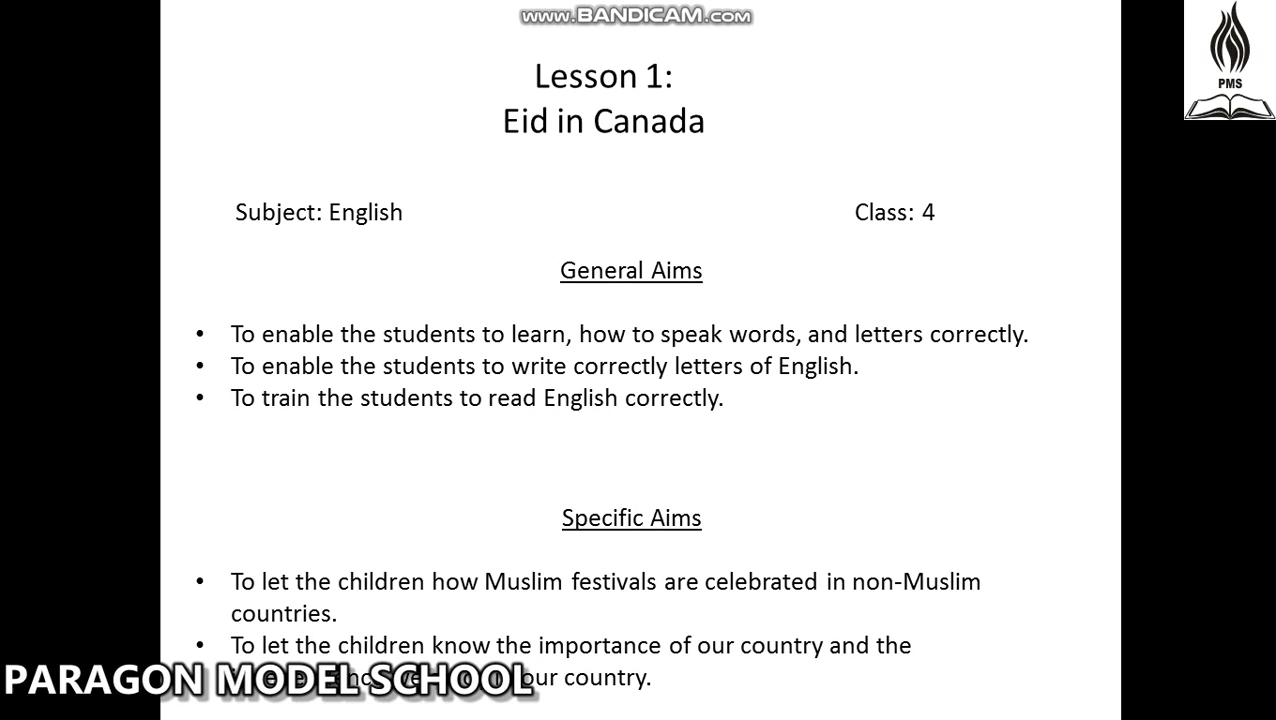 www.BANDICAM.com
PMS
Lesson 1:
Eid in Canada
Subject: English
Class: 4
General Aims
• To enable the students to learn, how to speak words, and letters correctly.
• To enable the students to write correctly letters of English.
• To train the students to read English correctly.
Specific Aims
• To let the children how Muslim festivals are celebrated in non-Muslim
countries.
• To let the children know the importance of our country and the
our country.
PARAGON MODEL SCHOOL